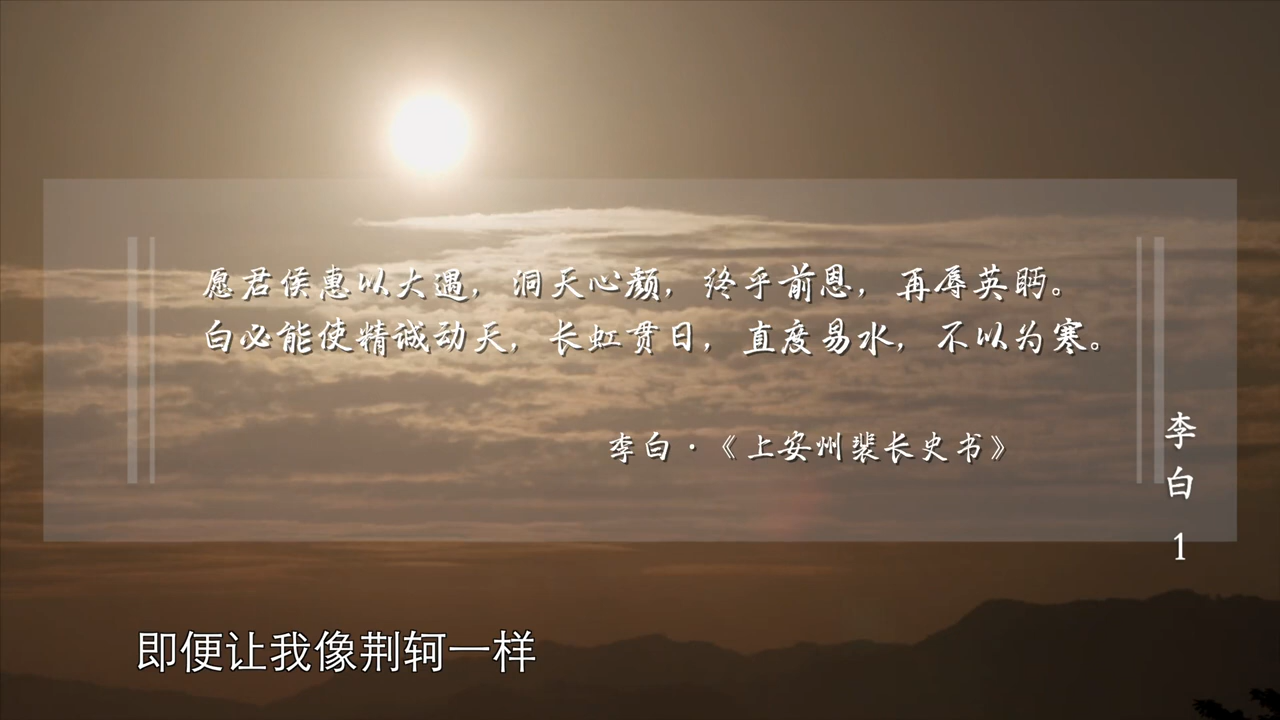 愿君侯惠以大遇，洞天心颜，终乎前恩，再辱英眄。
白必能使精诚动天，长虹贯日，直度易水，不以为寒。
李白·《上安州裴长史书》
李白 1
即便让我像荆轲一样